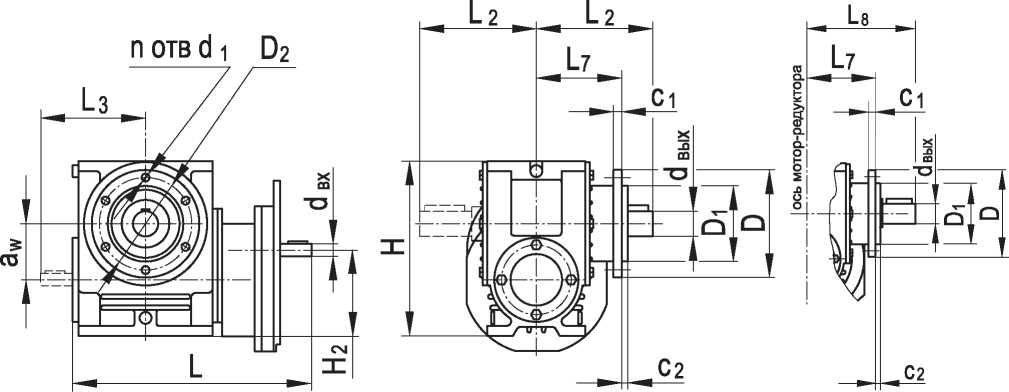 n отв d1
D2
L3
aw
dвх
H2
L
L2
L2
L7
c1
dвых
H
D1
D
c2
L8
L7
ось мотор-редуктора
c1
dвых
D1
D
c2